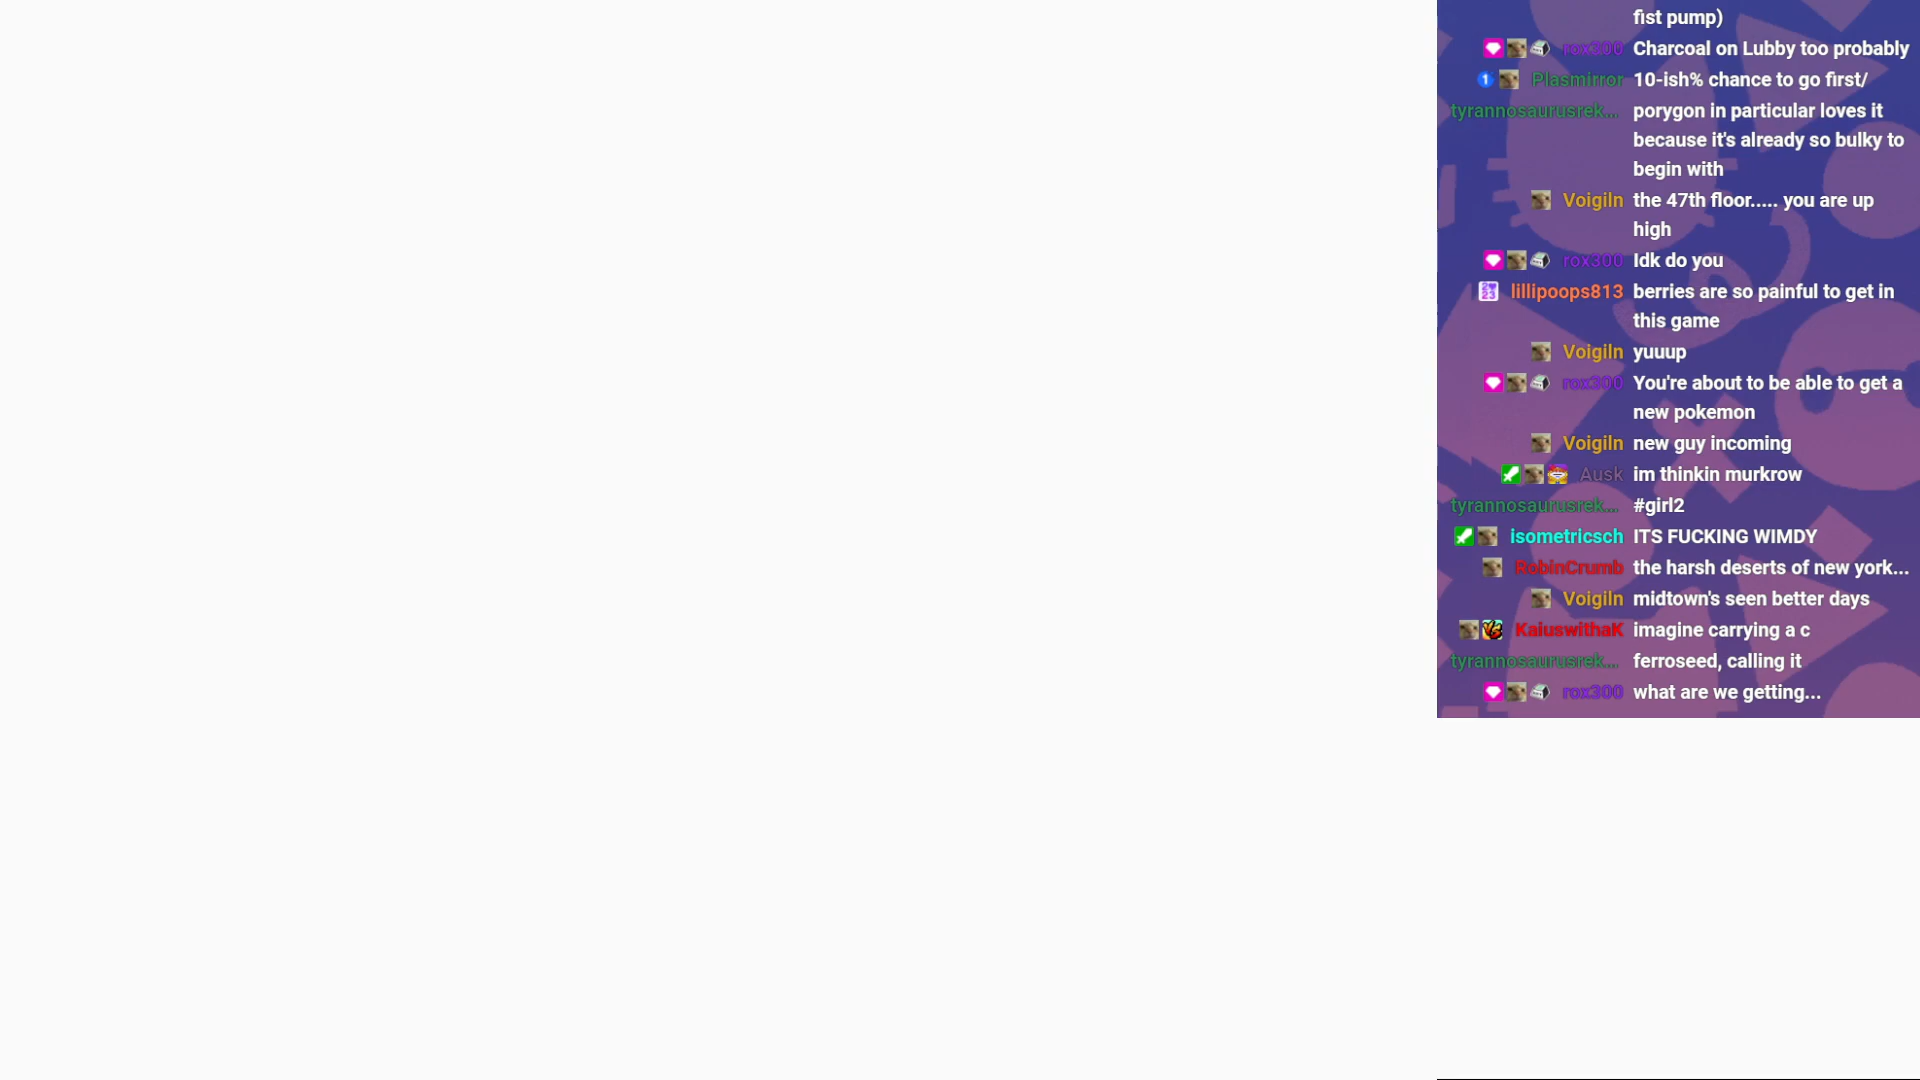 fist pump)
rox300 Charcoal on Lubby too probably
1 Plasmirror 10-ish% chance to go first/
tyrannosaurusrek... porygon in particular loves it
because it's already so bulky to
begin with
Voigiln the 47th floor..... you are up
high
rox300 Idk do you
lillipoops813 berries are so painful to get in
this game
Voigiln yuuup
rox300 You're about to be able to get a
new pokemon
Voigiln new guy incoming
Ausk im thinkin murkrow
tyrannosaurusrek... #girl2
isometricsch ITS FUCKING WIMDY
RobinCrumb the harsh deserts of new york...
Voigiln midtown's seen better days
KaiuswithaK imagine carrying a c
tyrannosaurusrek... ferroseed, calling it
rox300 what are we getting...